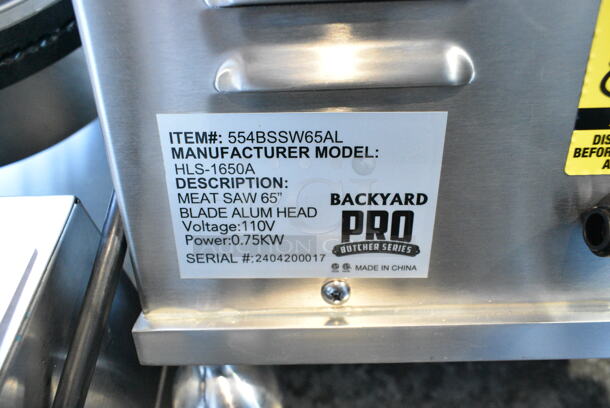 ITEM#: 554BSSW65AL
MANUFACTURER MODEL:
HLS-1650A
DESCRIPTION:
MEAT SAW 65"
BLADE ALUM HEAD
Voltage:110V
Power:0.75KW
SERIAL #:2404200017
BACKYARD
PRO
BUTCHER SERIES
MADE IN CHINA
DIS
BEFOR
A